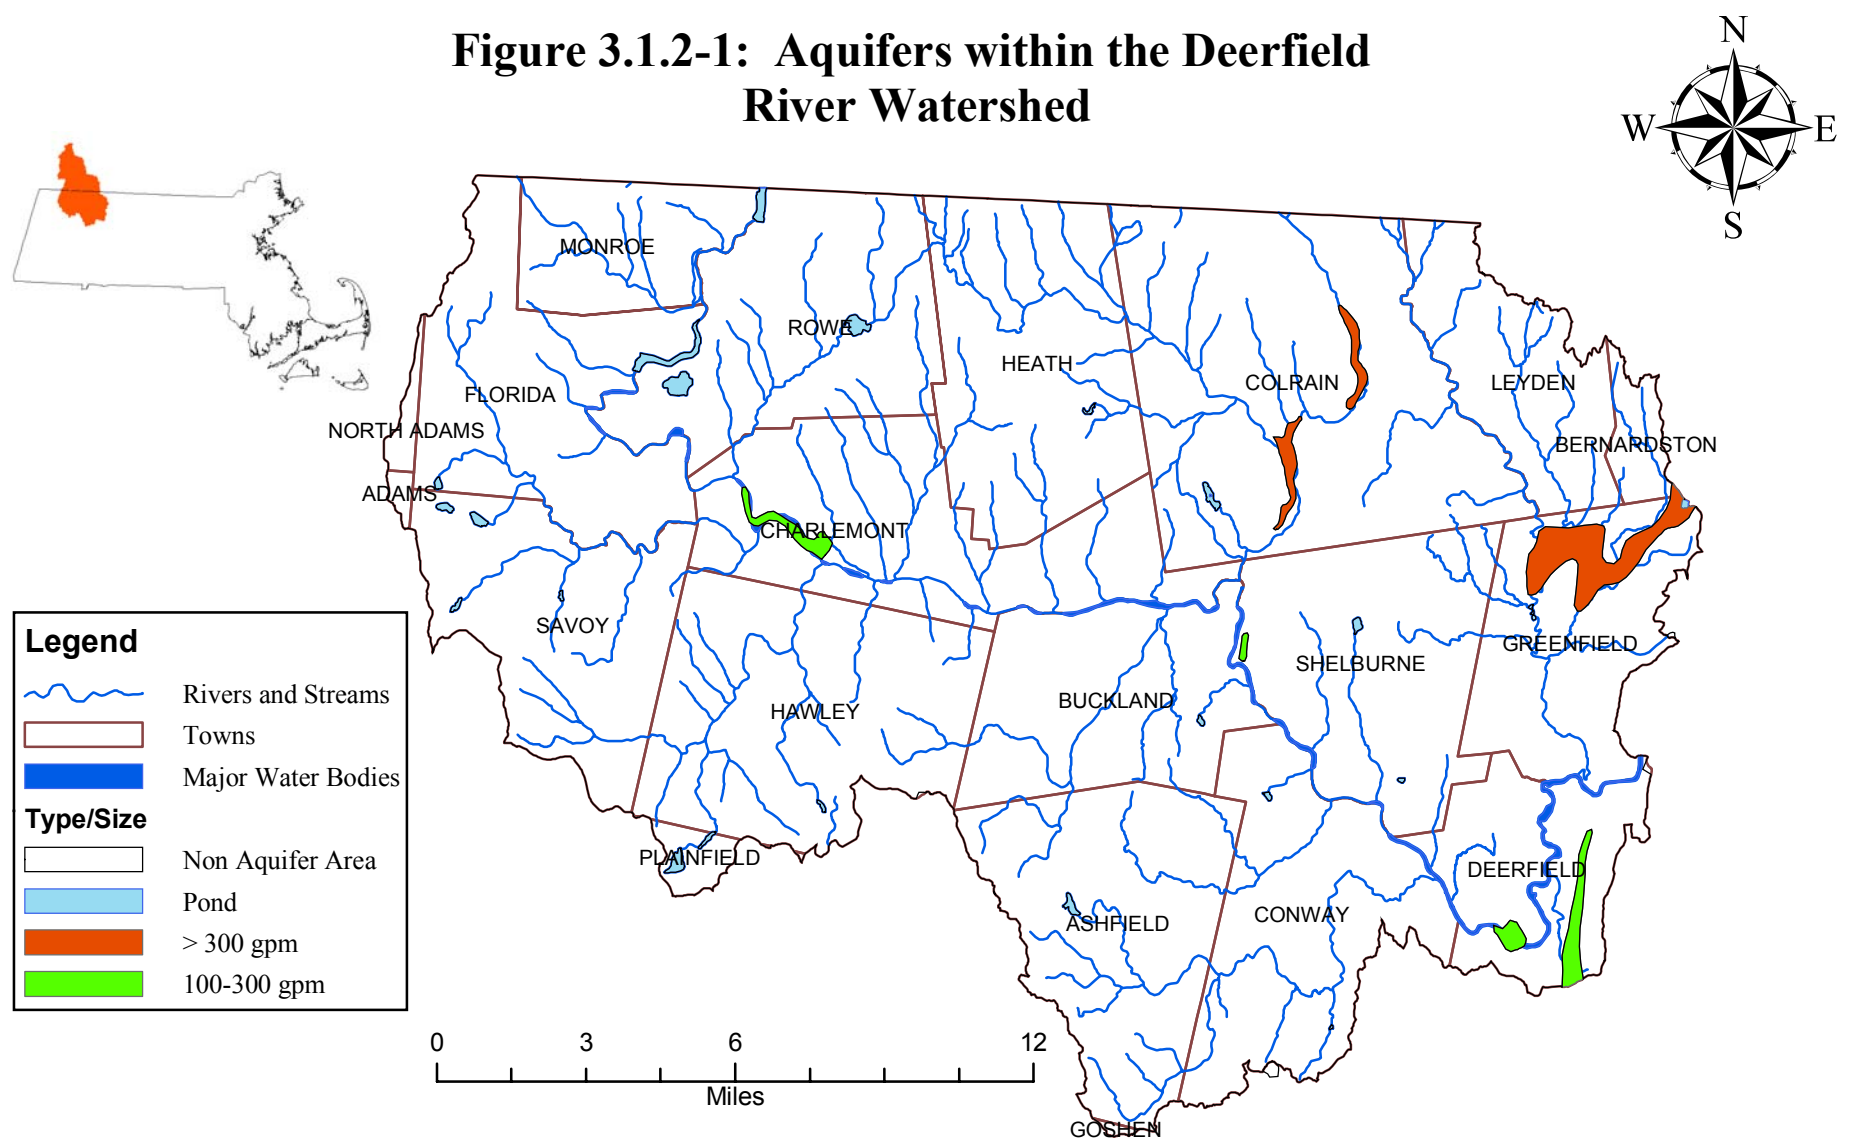 Figure 3.1.2-1: Aquifers within the Deerfield
River Watershed
N
W
E
S
MONROE
ROWE
HEATH
COLRAIN
LEYDEN
FLORIDA
NORTH ADAMS
BERNARDSTON
ADAMS
CHARLEMONT
SAVOY
GREENFIELD
SHELBURNE
BUCKLAND
HAWLEY
PLAINFIELD
DEERFIELD
CONWAY
ASHFIELD
GOSHEN
Legend
Rivers and Streams
Towns
Major Water Bodies
Type/Size
Non Aquifer Area
Pond
> 300 gpm
100-300 gpm
0 3 6 12
Miles